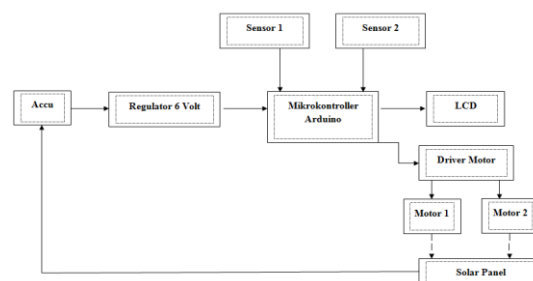 Sensor 1
Sensor 2
Accu
Regulator 6 Volt
Mikrokontroller
Arduino
LCD
Driver Motor
Motor 1
Motor 2
Solar Panel